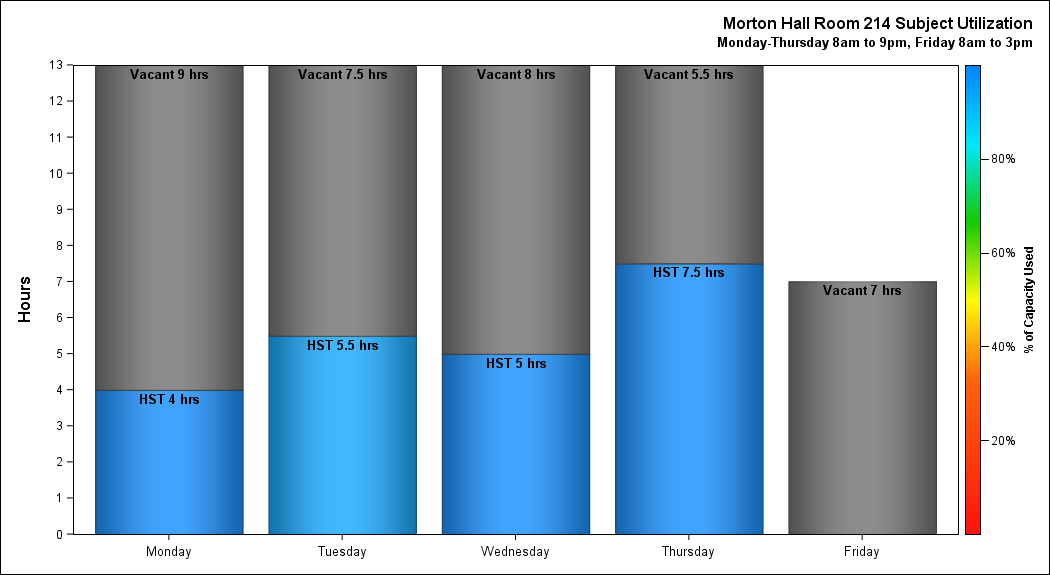 Morton Hall Room 214 Subject Utilization
Monday-Thursday 8am to 9pm, Friday 8am to 3pm
Hours
13
12
11
10
9
8
7
6
5
4
3
2
1
0
Vacant 9 hrs
HST 4 hrs
Vacant 7.5 hrs
HST 5.5 hrs
Vacant 8 hrs
HST 5 hrs
Vacant 5.5 hrs
HST 7.5 hrs
Vacant 7 hrs
Monday
Tuesday
Wednesday
Thursday
Friday
80%
60%
40%
20%
% of Capacity Used